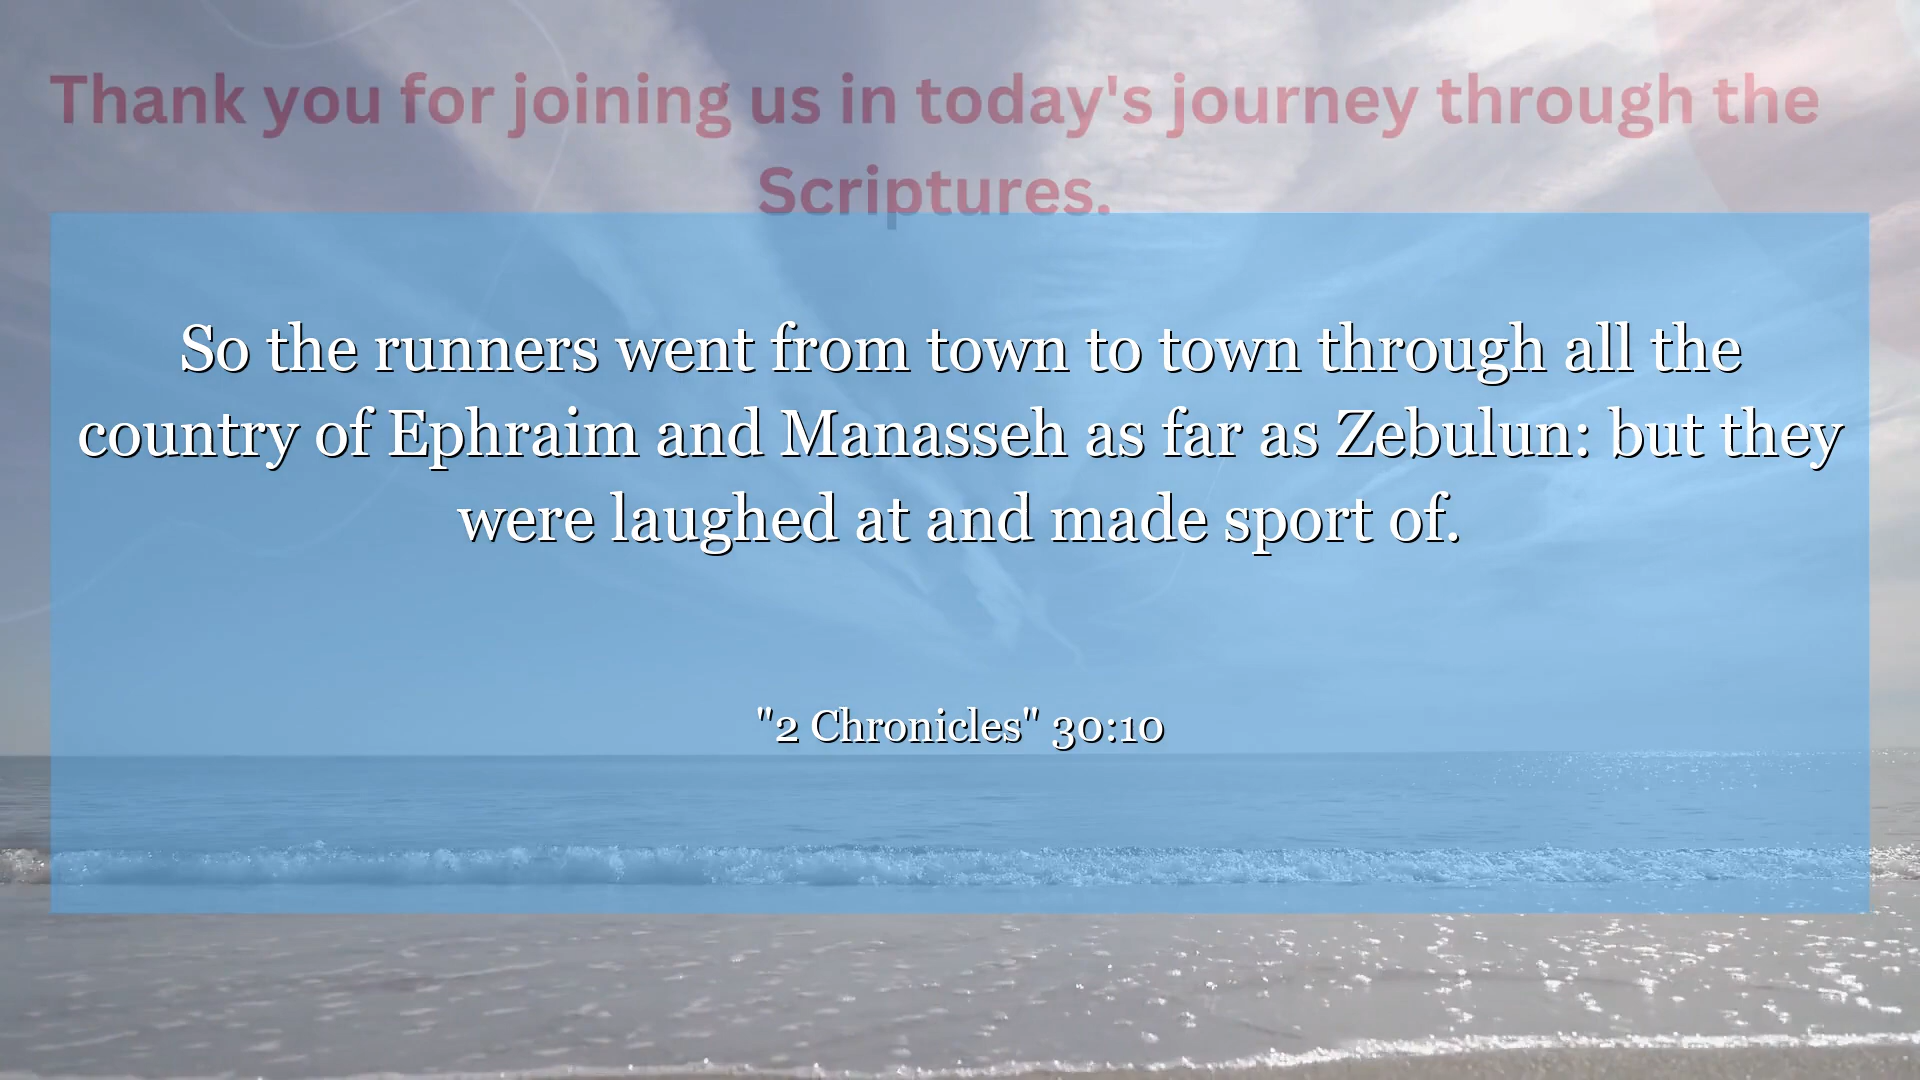 Thank you for joining us in today's journey through the
Scriptures.
So the runners went from town to town through all the
country of Ephraim and Manasseh as far as Zebulun: but they
were laughed at and made sport of.
"2 Chronicles" 30:10